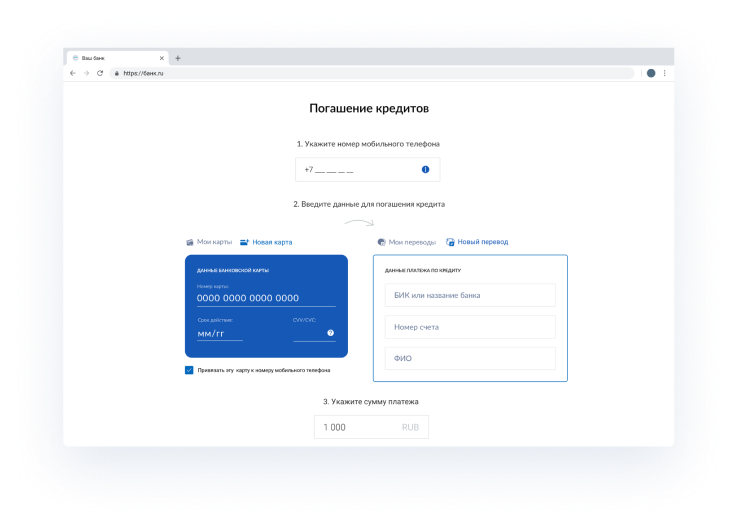 Ваш банк
https://банк.ru
Погашение кредитов
1. Укажите номер мобильного телефона
+7 ___ ___ __ __
2. Введите данные для погашения кредита
Мои карты Новая карта
Мои переводы Новый перевод
ДАННЫЕ БАНКОВСКОЙ КАРТЫ
Номер карты:
0000 0000 0000 0000
Срок действия: CVV/CVC:
мм/гг
Привязать эту карту к номеру мобильного телефона
ДАННЫЕ ПЛАТЕЖА ПО КРЕДИТУ
БИК или название банка
Номер счета
ФИО
3. Укажите сумму платежа
1 000 RUB